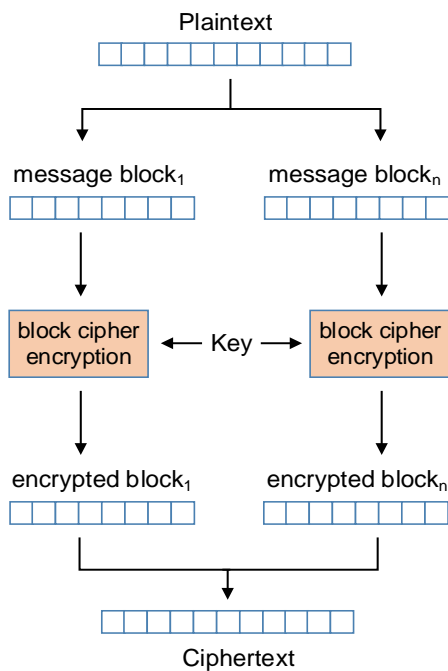 Plaintext
message block₁
message blockₙ
block cipher
encryption
Key
block cipher
encryption
encrypted block₁
encrypted blockₙ
Ciphertext